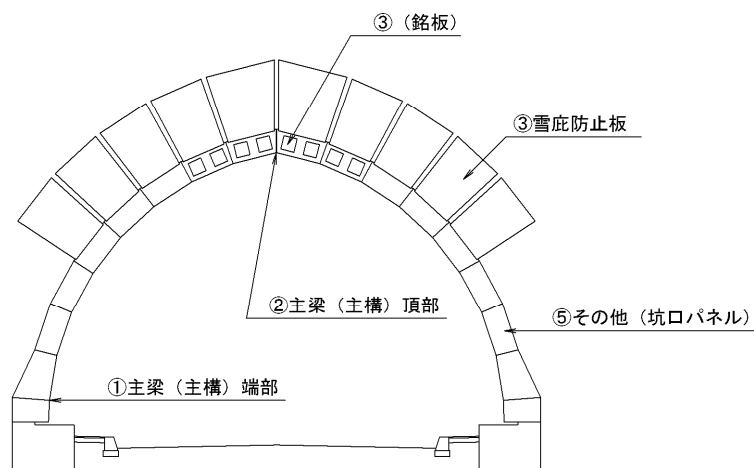 ③（銘板）
③雪庇防止板
②主梁（主構）頂部
⑤その他（坑口パネル）
①主梁（主構）端部